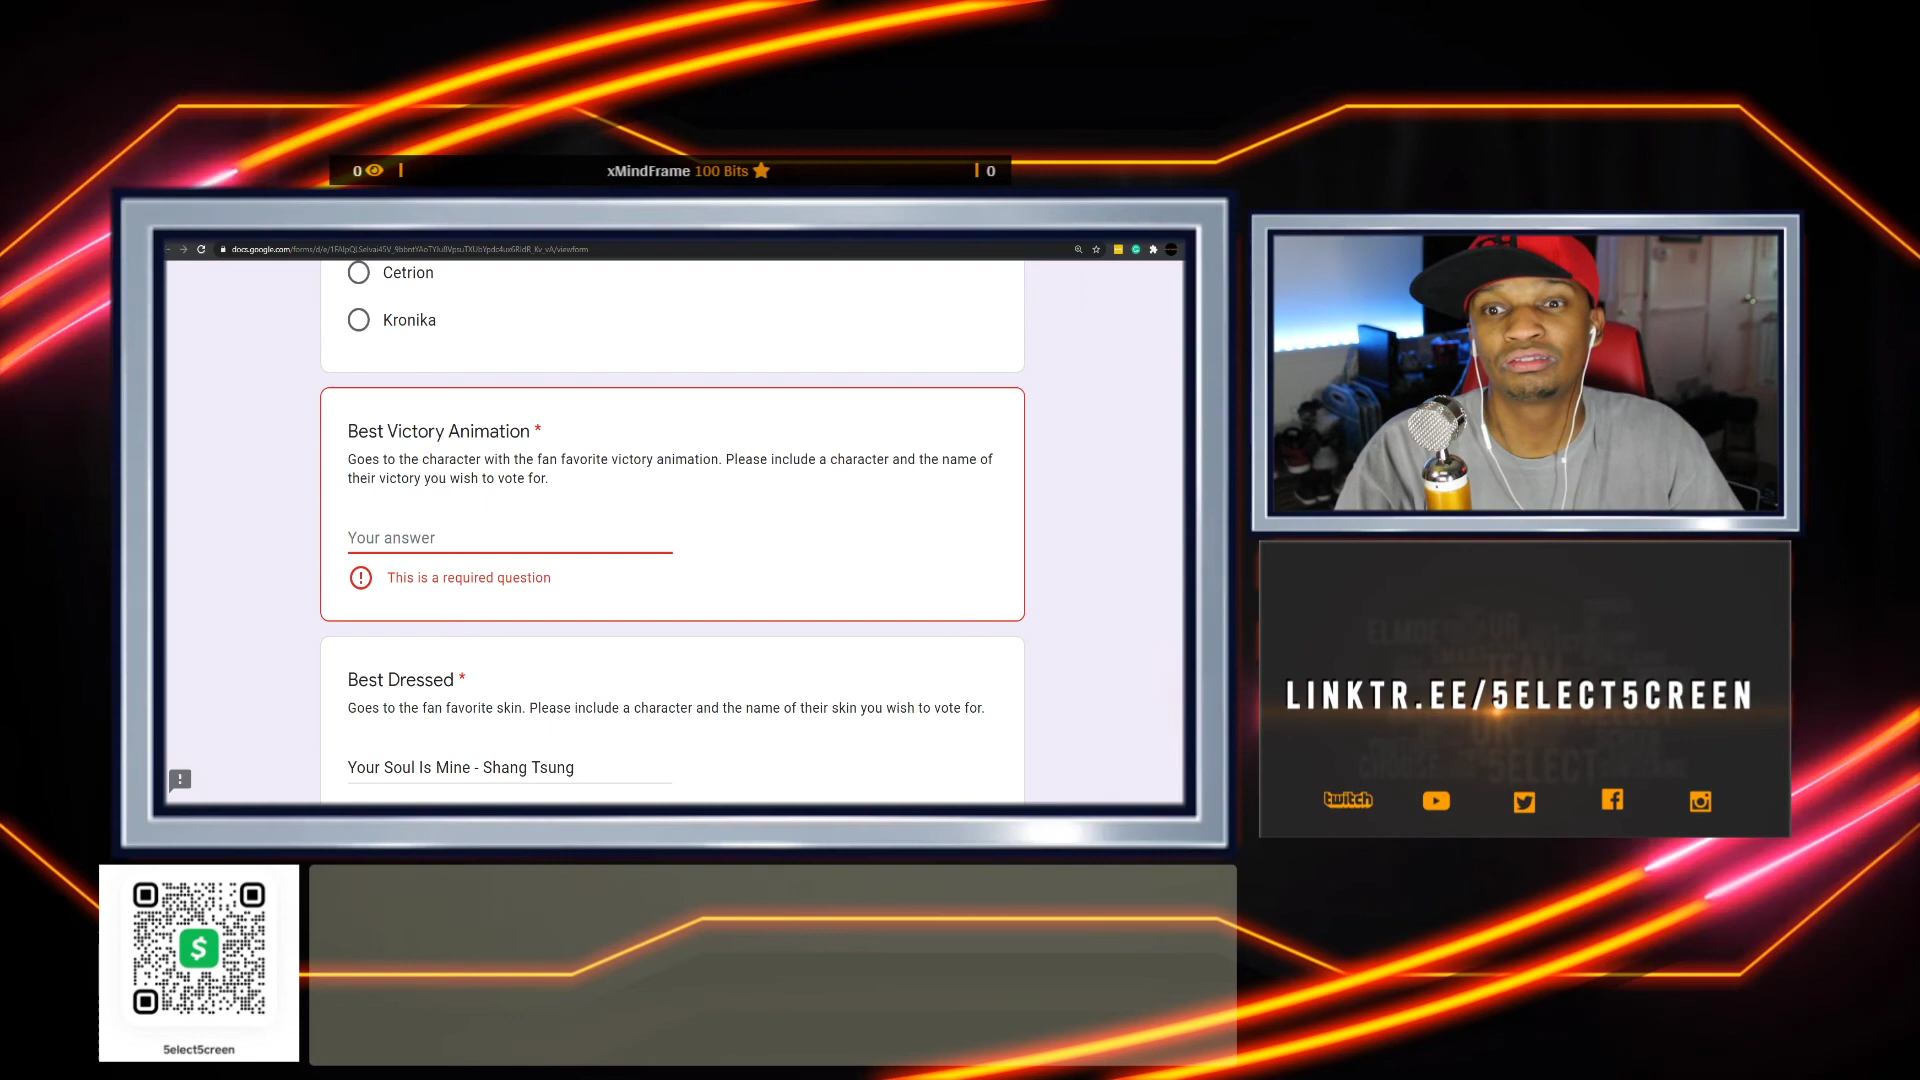 0
xMindFrame 100 Bits
0
Cetrion
Kronika
Best Victory Animation *
Goes to the character with the fan favorite victory animation. Please include a character and the name of
their victory you wish to vote for.
Your answer
This is a required question
Best Dressed *
Goes to the fan favorite skin. Please include a character and the name of their skin you wish to vote for.
Your Soul Is Mine - Shang Tsung
LINKTR.EE/5ELECT5CREEN
twitch
$
5elect5creen